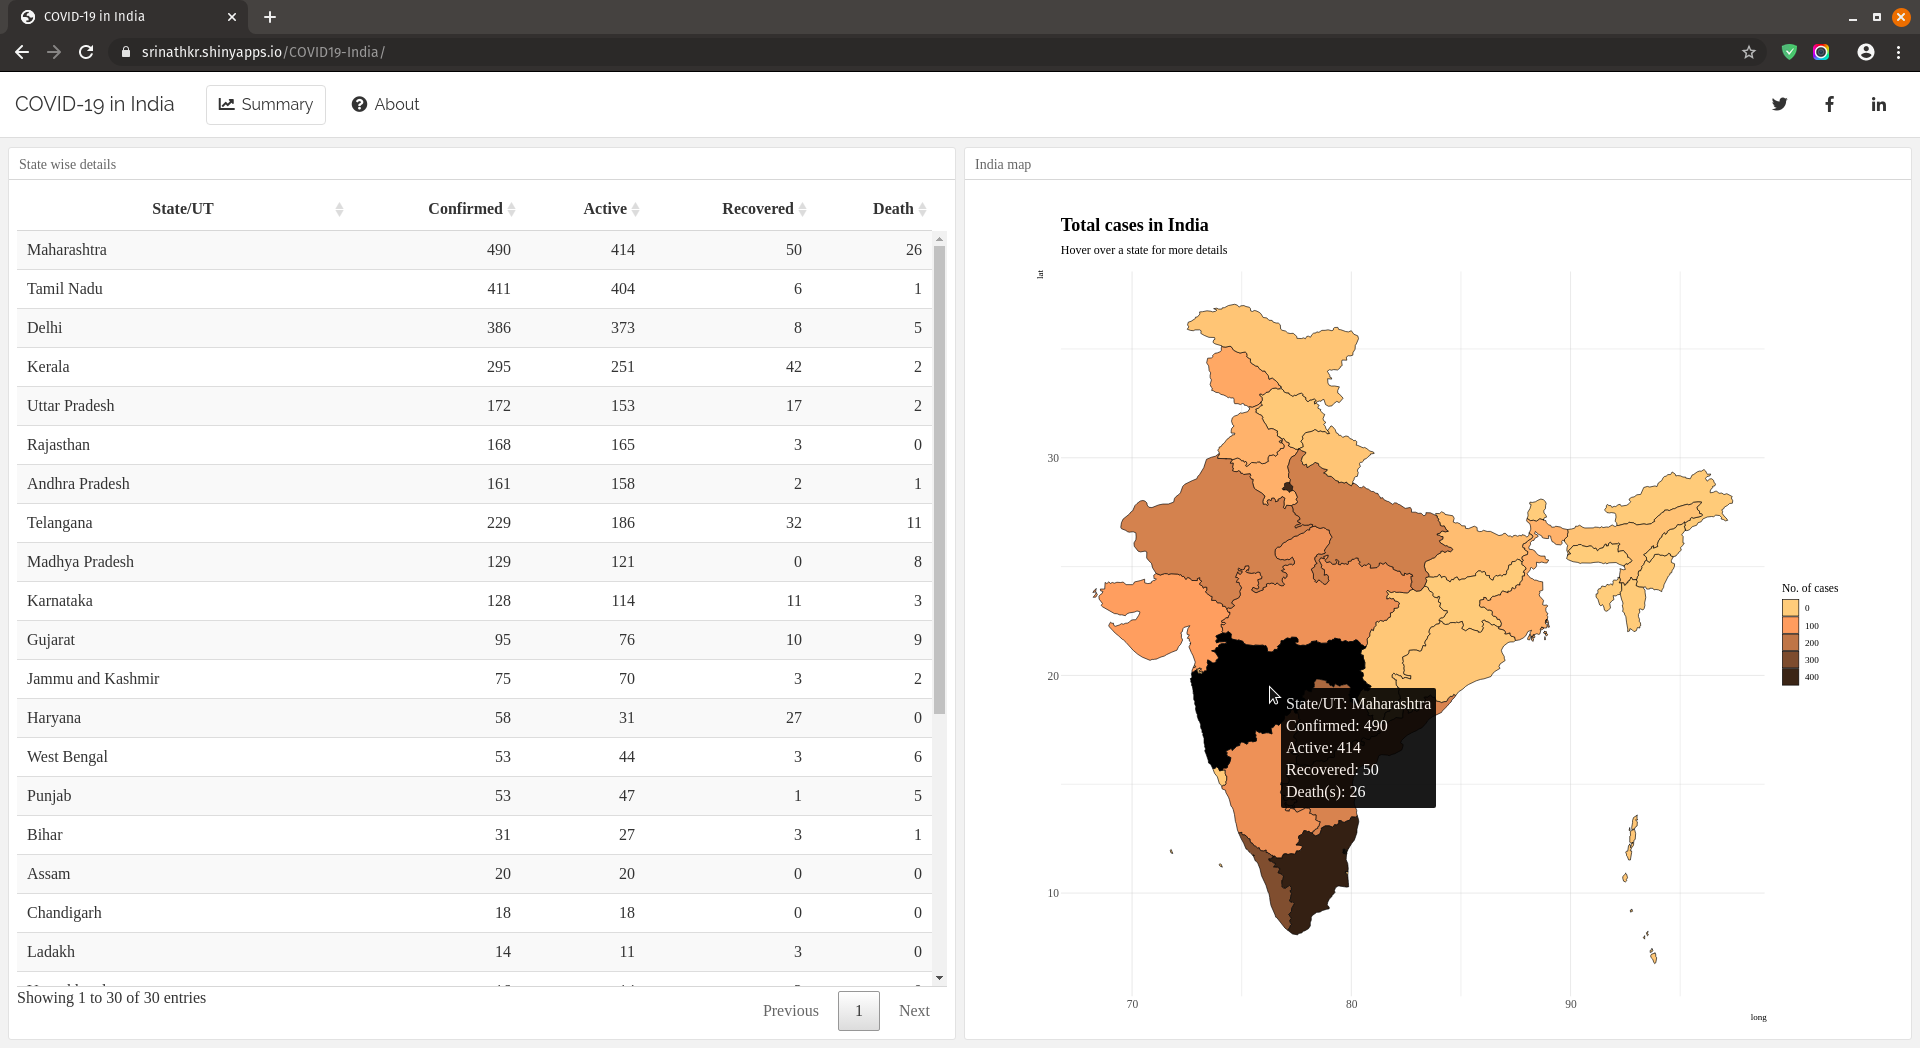 COVID-19 in India
srinathkr.shinyapps.io/COVID19-India/
COVID-19 in India Summary About
State wise details
State/UT Confirmed Active Recovered Death
Maharashtra 490 414 50 26
Tamil Nadu 411 404 6 1
Delhi 386 373 8 5
Kerala 295 251 42 2
Uttar Pradesh 172 153 17 2
Rajasthan 168 165 3 0
Andhra Pradesh 161 158 2 1
Telangana 229 186 32 11
Madhya Pradesh 129 121 0 8
Karnataka 128 114 11 3
Gujarat 95 76 10 9
Jammu and Kashmir 75 70 3 2
Haryana 58 31 27 0
West Bengal 53 44 3 6
Punjab 53 47 1 5
Bihar 31 27 3 1
Assam 20 20 0 0
Chandigarh 18 18 0 0
Ladakh 14 11 3 0
Showing 1 to 30 of 30 entries
Previous 1 Next
India map
Total cases in India
Hover over a state for more details
lat
30
20
10
70 80 90
long
No. of cases
0
100
200
300
400
State/UT: Maharashtra
Confirmed: 490
Active: 414
Recovered: 50
Death(s): 26